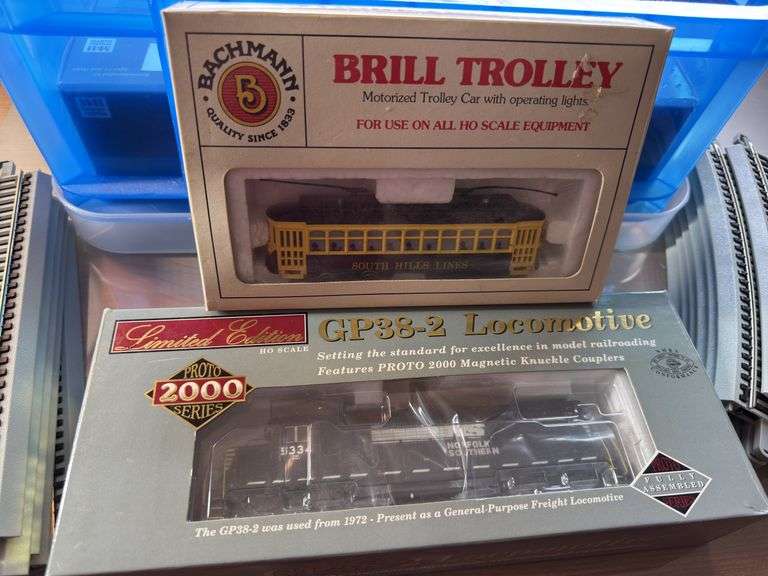 BACHMANN
B
QUALITY SINCE 1833
BRILL TROLLEY
Motorized Trolley Car with operating lights.
FOR USE ON ALL HO SCALE EQUIPMENT
SOUTH HILLS LINES
Limited Edition
HO SCALE
GP38-2 Locomotive
Setting the standard for excellence in model railroading
Features PROTO 2000 Magnetic Knuckle Couplers
PROTO
2000
SERIES
NORFOLK
SOUTHERN
FULLY
ASSEMBLED
The GP38-2 was used from 1972 - Present as a General-Purpose Freight Locomotive